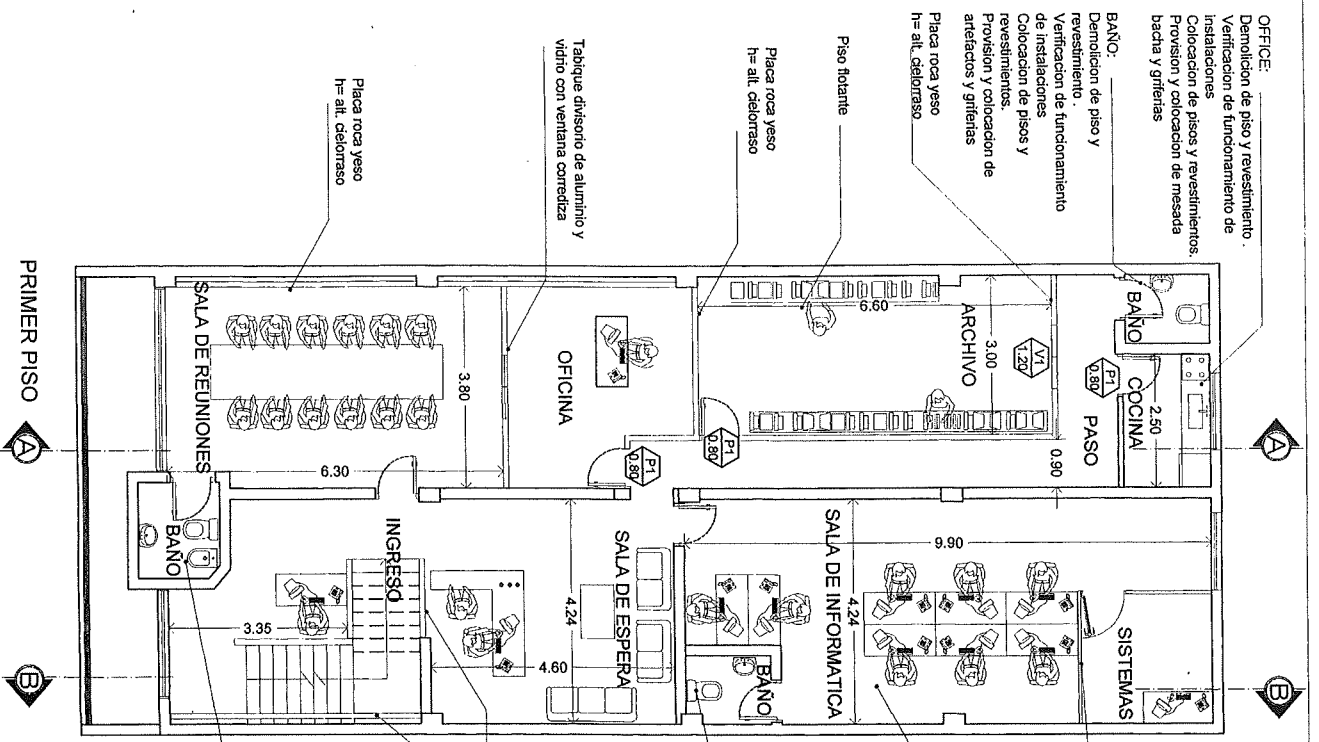 OFFICE:
Demolicion de piso y revestimiento .
Verificacion de funcionamiento de
instalaciones
Colocacion de pisos y revestimientos.
Provision y colocacion de mesada
bacha y griferias
BAÑO:
Demolicion de piso y
revestimiento .
Verificacion de funcionamiento
de instalaciones
Colocacion de pisos y
revestimientos.
Provision y colocacion de
artefactos y griferias
Placa roca yeso
h= alt. cielorraso
Piso flotante
Placa roca yeso
h= alt. cielorraso
Tabique divisorio de aluminio y
vidrio con ventana corrediza
Placa roca yeso
h= alt. cielorraso
A
B
BAÑO
COCINA
2.50
P1
0.80
PASO
0.90
V1
1.20
ARCHIVO
3.00
6.60
P1
0.80
P1
0.80
OFICINA
SALA DE REUNIONES
3.80
6.30
BAÑO
INGRESO
3.35
SALA DE ESPERA
4.24
4.60
SALA DE INFORMATICA
9.90
4.24
BAÑO
SISTEMAS
A
B
PRIMER PISO